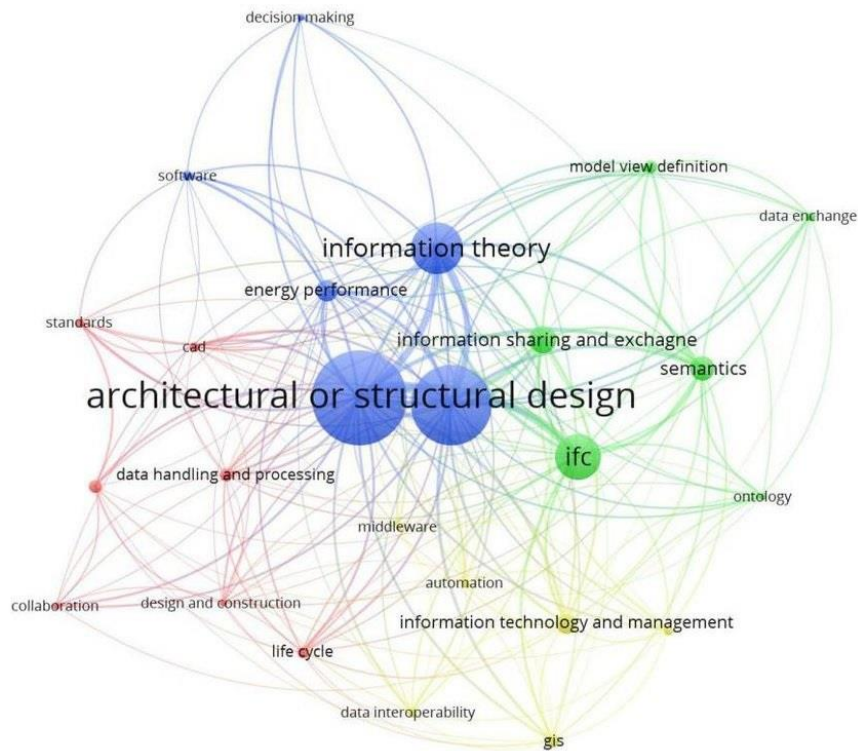 decision making
model view definition
software
data enchange
information theory
energy performance
standards
information sharing and exchagne
cad
semantics
architectural or structural design
ifc
data handling and processing
ontology
middleware
automation
collaboration
design and construction
information technology and management
life cycle
data interoperability
gis